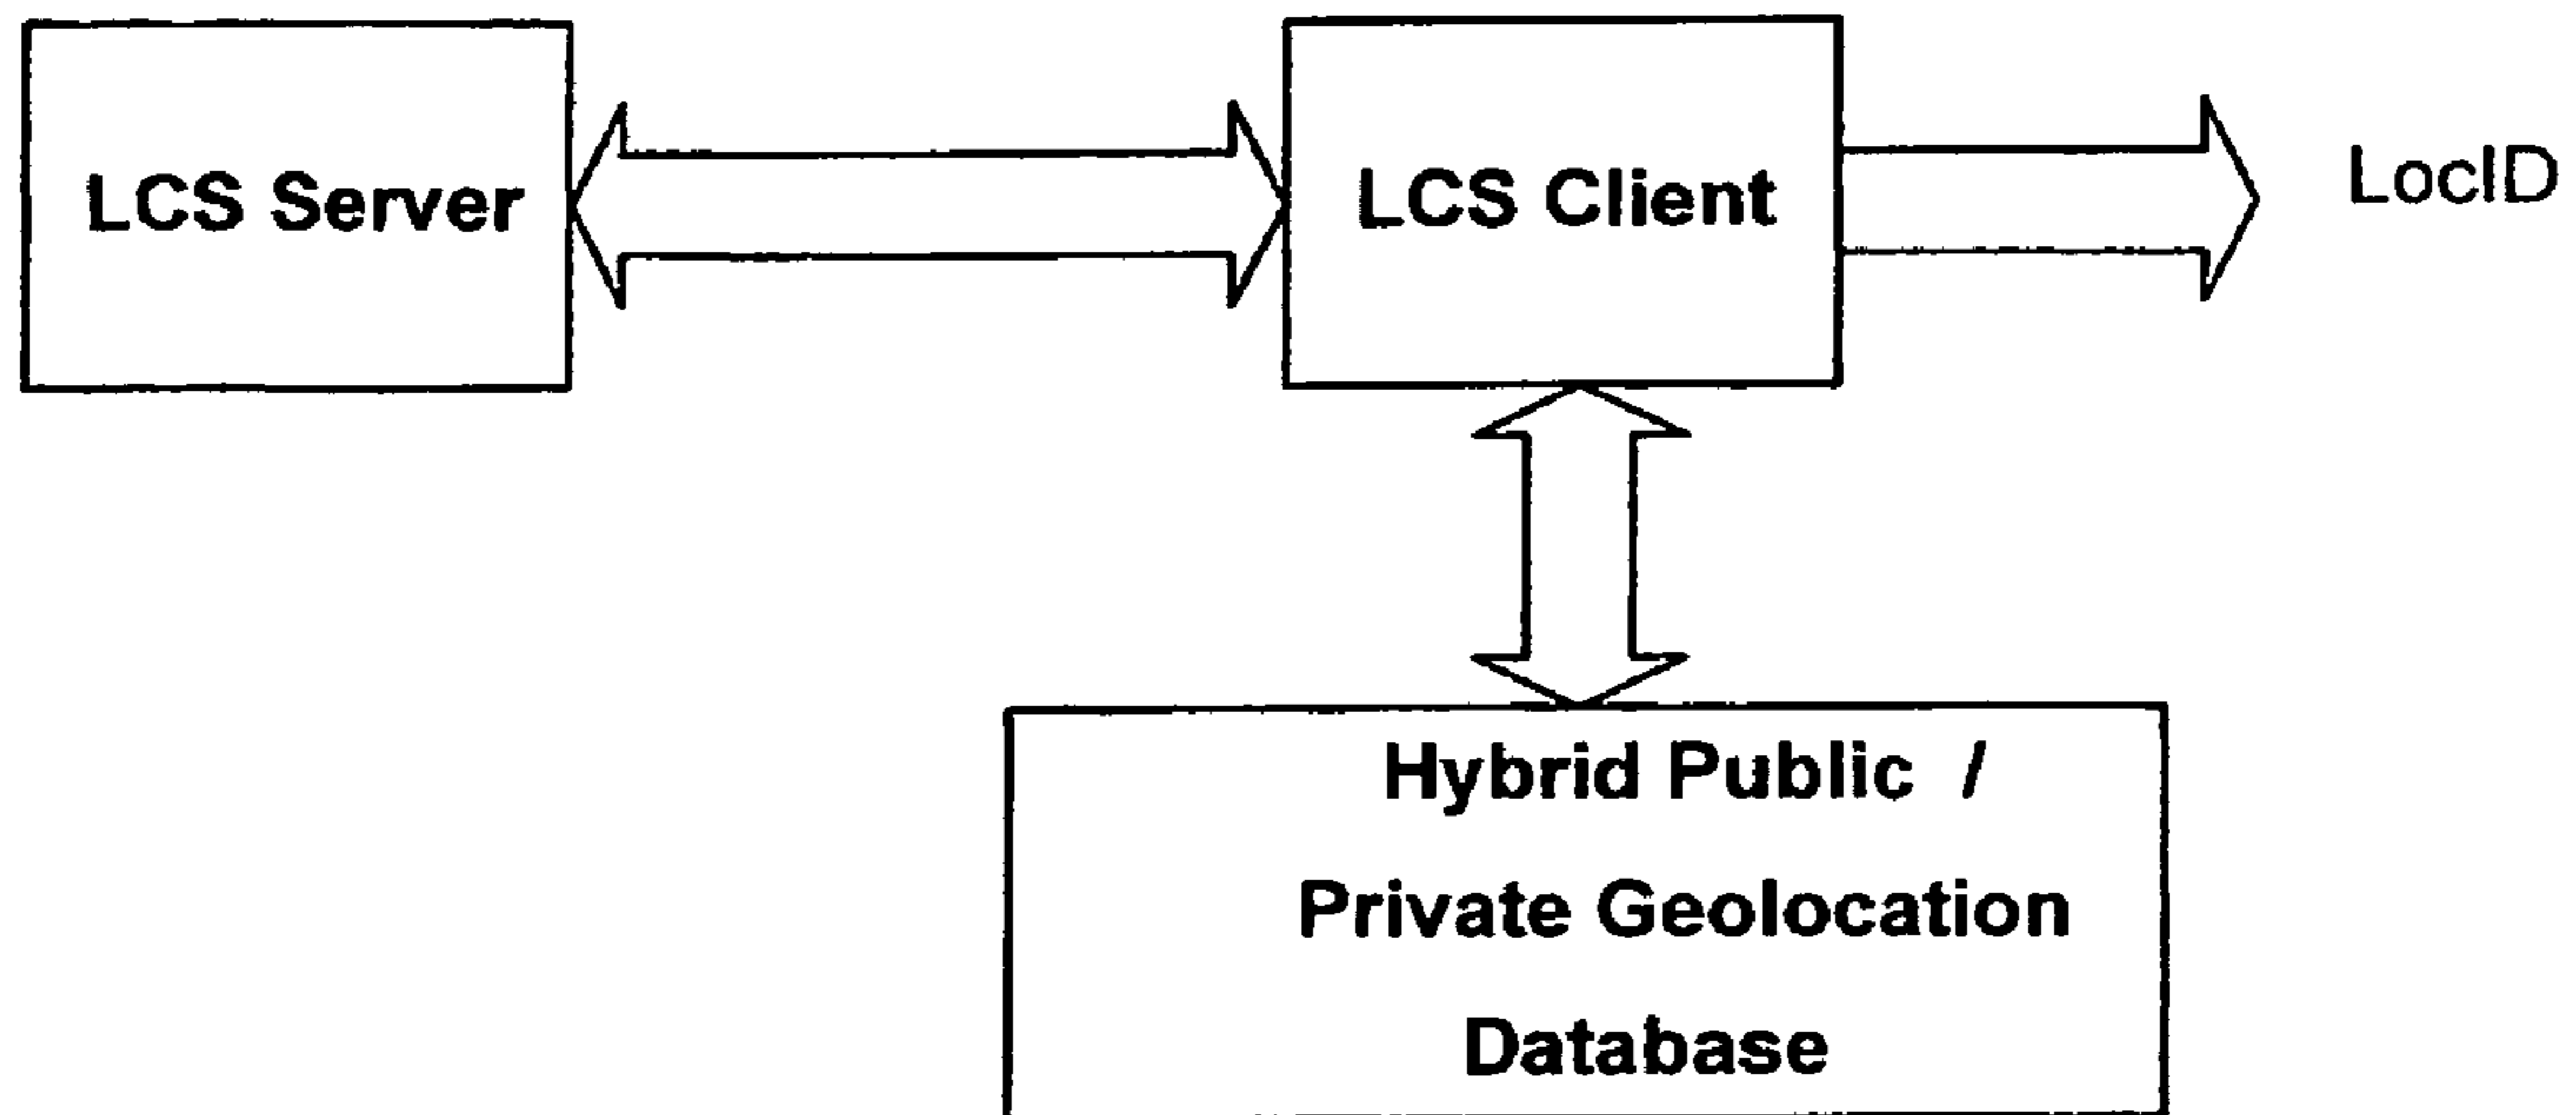 LCS Server
LCS Client
LocID
Hybrid Public /
Private Geolocation
Database